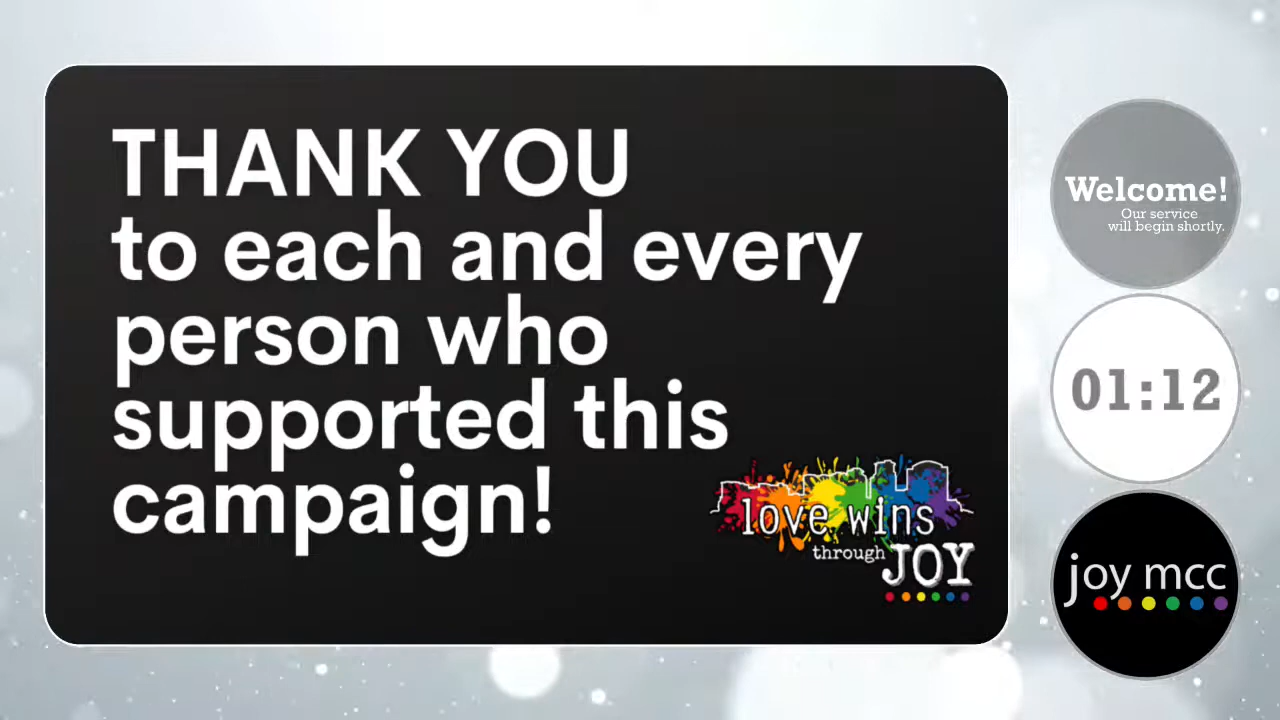 THANK YOU
to each and every
person who
supported this
campaign!
love wins
through JOY
Welcome!
Our service
will begin shortly.
01:12
joy mcc